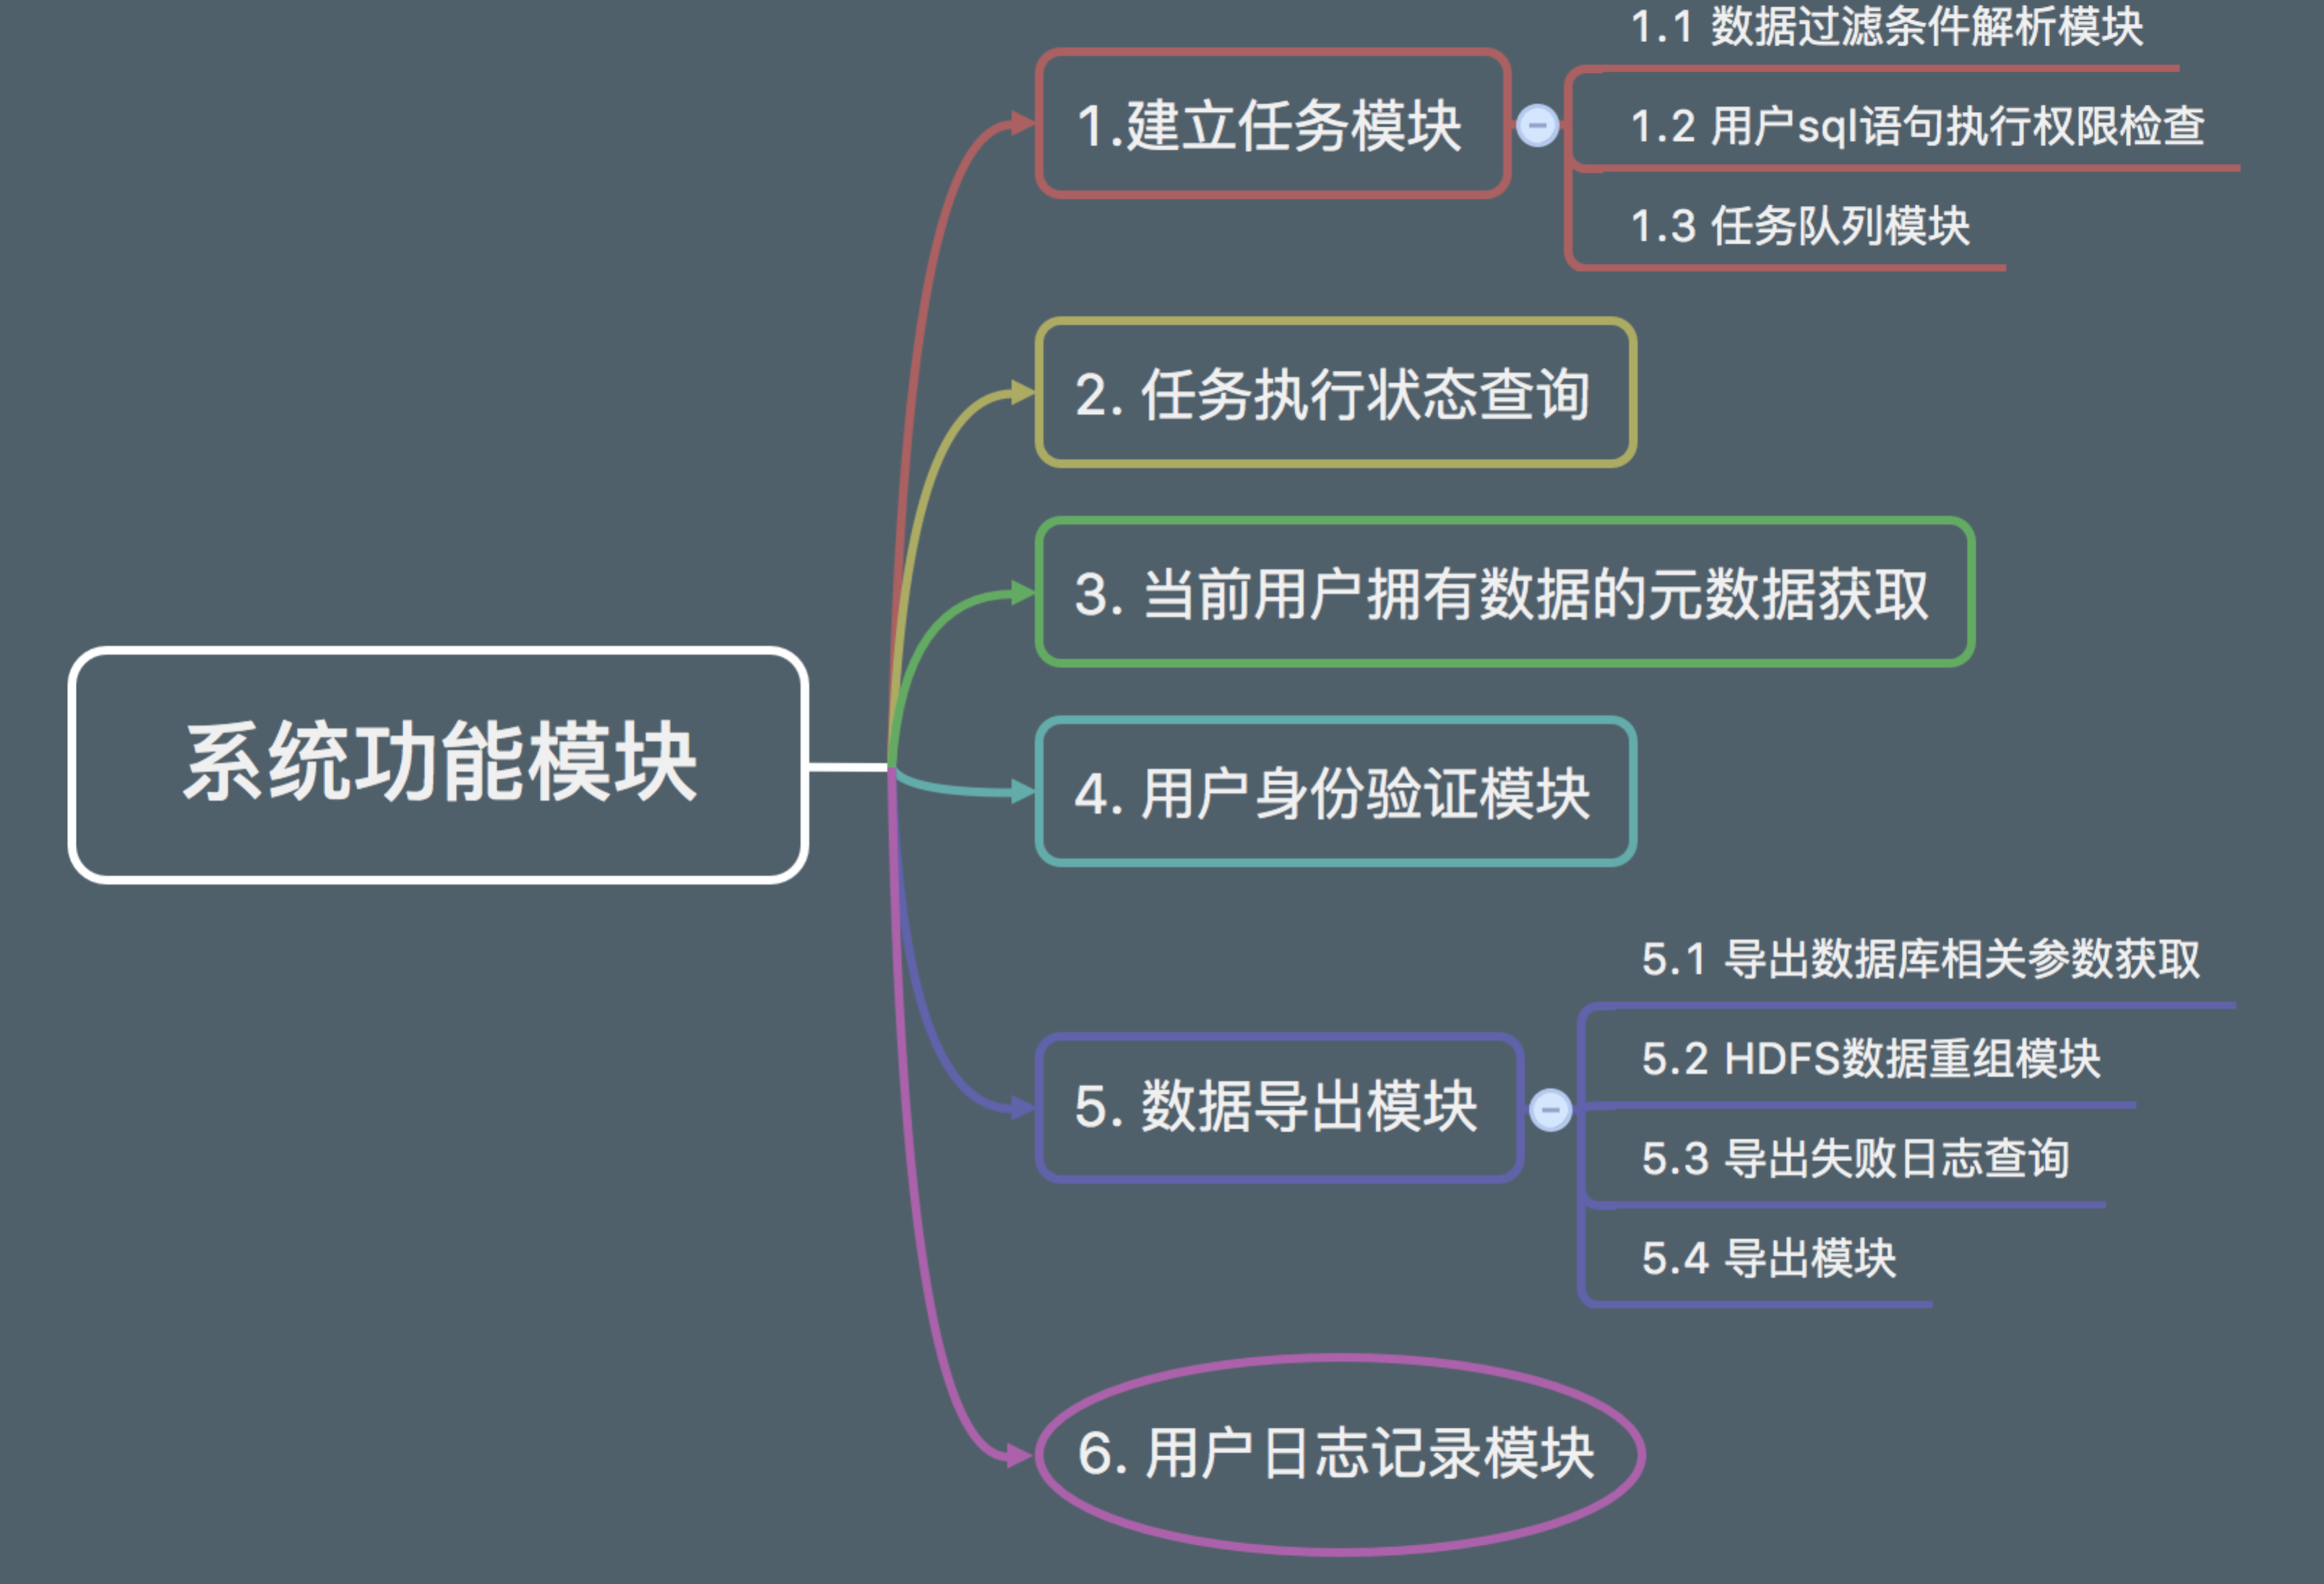 系统功能模块
1.建立任务模块
1.1 数据过滤条件解析模块
1.2 用户sql语句执行权限检查
1.3 任务队列模块
2. 任务执行状态查询
3. 当前用户拥有数据的元数据获取
4. 用户身份验证模块
5. 数据导出模块
5.1 导出数据库相关参数获取
5.2 HDFS数据重组模块
5.3 导出失败日志查询
5.4 导出模块
6. 用户日志记录模块